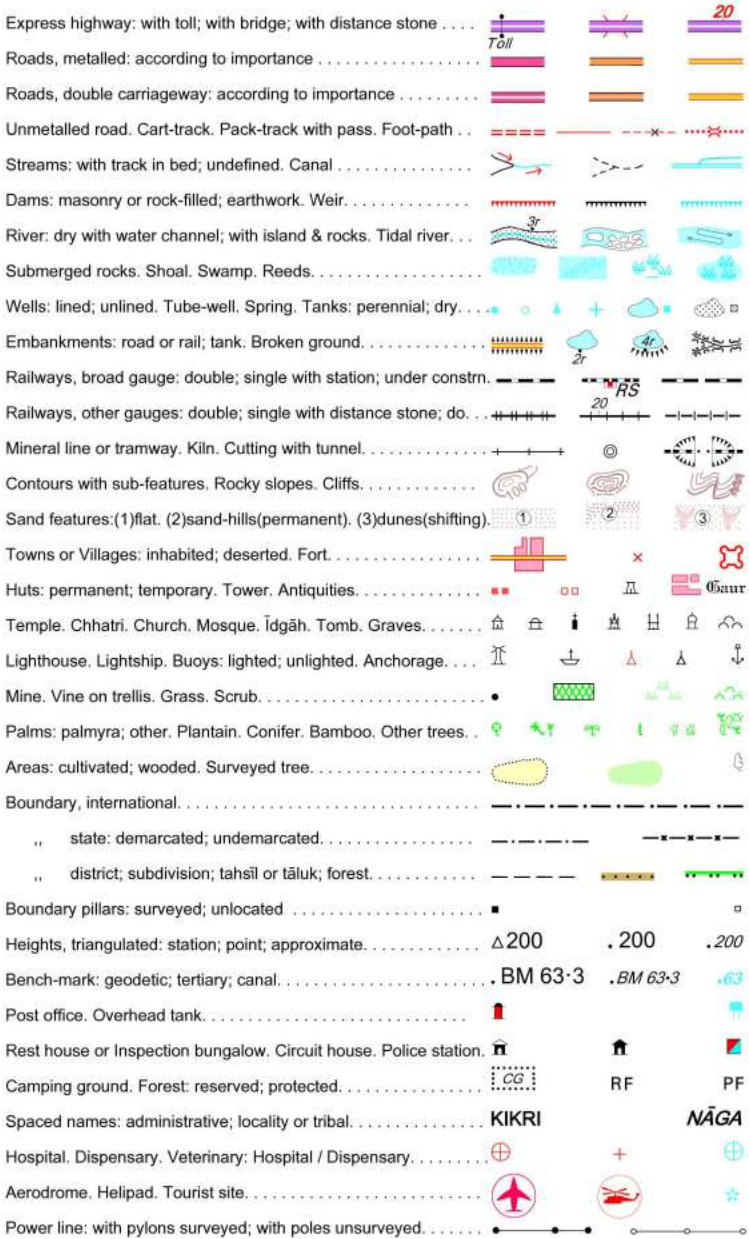 20
Express highway: with toll; with bridge; with distance stone . . . .
Toll
Roads, metalled: according to importance . . . . . . . . . . . . . . . . . .
Roads, double carriageway: according to importance . . . . . . . . .
Unmetalled road. Cart-track. Pack-track with pass. Foot-path . .
Streams: with track in bed; undefined. Canal . . . . . . . . . . . . . . . .
Dams: masonry or rock-filled; earthwork. Weir. . . . . . . . . . . . . .
3r
River: dry with water channel; with island & rocks. Tidal river. . .
Submerged rocks. Shoal. Swamp. Reeds. . . . . . . . . . . . . . . . . .
Wells: lined; unlined. Tube-well. Spring. Tanks: perennial; dry. . . .
Embankments: road or rail; tank. Broken ground. . . . . . . . . . . . 4r
2r
Railways, broad gauge: double; single with station; under constrn.
RS
20
Railways, other gauges: double; single with distance stone; do. . .
Mineral line or tramway. Kiln. Cutting with tunnel. . . . . . . . . . . . .
Contours with sub-features. Rocky slopes. Cliffs. . . . . . . . . . . . .
Sand features:(1)flat. (2)sand-hills(permanent). (3)dunes(shifting). 1 2 3
Towns or Villages: inhabited; deserted. Fort. . . . . . . . . . . . . . . .
Huts: permanent; temporary. Tower. Antiquities. . . . . . . . . . . . . . Gaur
Temple. Chhatri. Church. Mosque. Īdgāh. Tomb. Graves. . . . . . .
Lighthouse. Lightship. Buoys: lighted; unlighted. Anchorage. . . .
Mine. Vine on trellis. Grass. Scrub. . . . . . . . . . . . . . . . . . . . . . .
Palms: palmyra; other. Plantain. Conifer. Bamboo. Other trees. .
Areas: cultivated; wooded. Surveyed tree. . . . . . . . . . . . . . . . . .
Boundary, international. . . . . . . . . . . . . . . . . . . . . . . . . . . . . . . .
,, state: demarcated; undemarcated. . . . . . . . . . . . . . . . .
,, district; subdivision; tahsīl or tāluk; forest. . . . . . . . . . . .
Boundary pillars: surveyed; unlocated . . . . . . . . . . . . . . . . . . . . .
Heights, triangulated: station; point; approximate. . . . . . . . . . . . 200 .200 .200
Bench-mark: geodetic; tertiary; canal. . . . . . . . . . . . . . . . . . . . . . .BM 63·3 .BM 63·3 .63
Post office. Overhead tank. . . . . . . . . . . . . . . . . . . . . . . . . . .
Rest house or Inspection bungalow. Circuit house. Police station.
Camping ground. Forest: reserved; protected. . . . . . . . . . . . . . . CG RF PF
Spaced names: administrative; locality or tribal. . . . . . . . . . . . . . KIKRI NĀGA
Hospital. Dispensary. Veterinary: Hospital / Dispensary. . . . . . . .
Aerodrome. Helipad. Tourist site. . . . . . . . . . . . . . . . . . . . . . . .
Power line: with pylons surveyed; with poles unsurveyed. . . . . . .